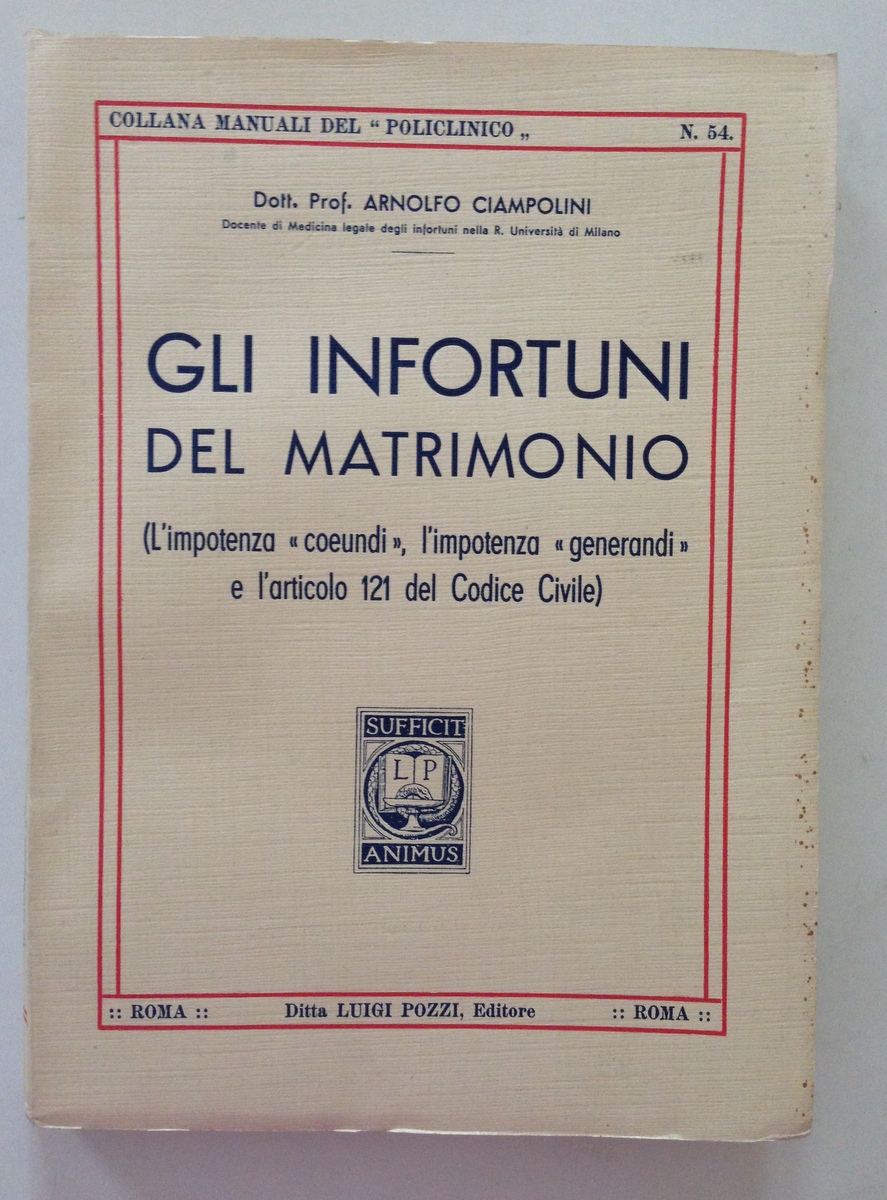 COLLANA MANUALI DEL “ POLICLINICO „ N. 54.
Dott. Prof. ARNOLFO CIAMPOLINI
Docente di Medicina legale degli infortuni nella R. Università di Milano
GLI INFORTUNI
DEL MATRIMONIO
(L'impotenza « coeundi », l'impotenza « generandi »
e l'articolo 121 del Codice Civile)
SUFFICIT
L P
ANIMUS
:: ROMA :: Ditta LUIGI POZZI, Editore :: ROMA ::